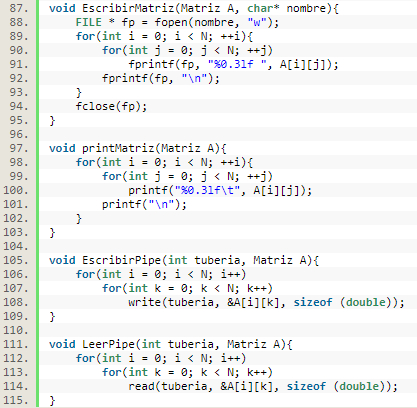 87. void EscribirMatriz(Matriz A, char* nombre){
88. FILE * fp = fopen(nombre, "w");
89. for(int i = 0; i < N; ++i){
90. for(int j = 0; j < N; ++j)
91. fprintf(fp, "%0.3lf ", A[i][j]);
92. fprintf(fp, "\n");
93. }
94. fclose(fp);
95. }
96.
97. void printMatriz(Matriz A){
98. for(int i = 0; i < N; ++i){
99. for(int j = 0; j < N; ++j)
100. printf("%0.3lf\t", A[i][j]);
101. printf("\n");
102. }
103. }
104.
105. void EscribirPipe(int tuberia, Matriz A){
106. for(int i = 0; i < N; i++)
107. for(int k = 0; k < N; k++)
108. write(tuberia, &A[i][k], sizeof (double));
109. }
110.
111. void LeerPipe(int tuberia, Matriz A){
112. for(int i = 0; i < N; i++)
113. for(int k = 0; k < N; k++)
114. read(tuberia, &A[i][k], sizeof (double));
115. }